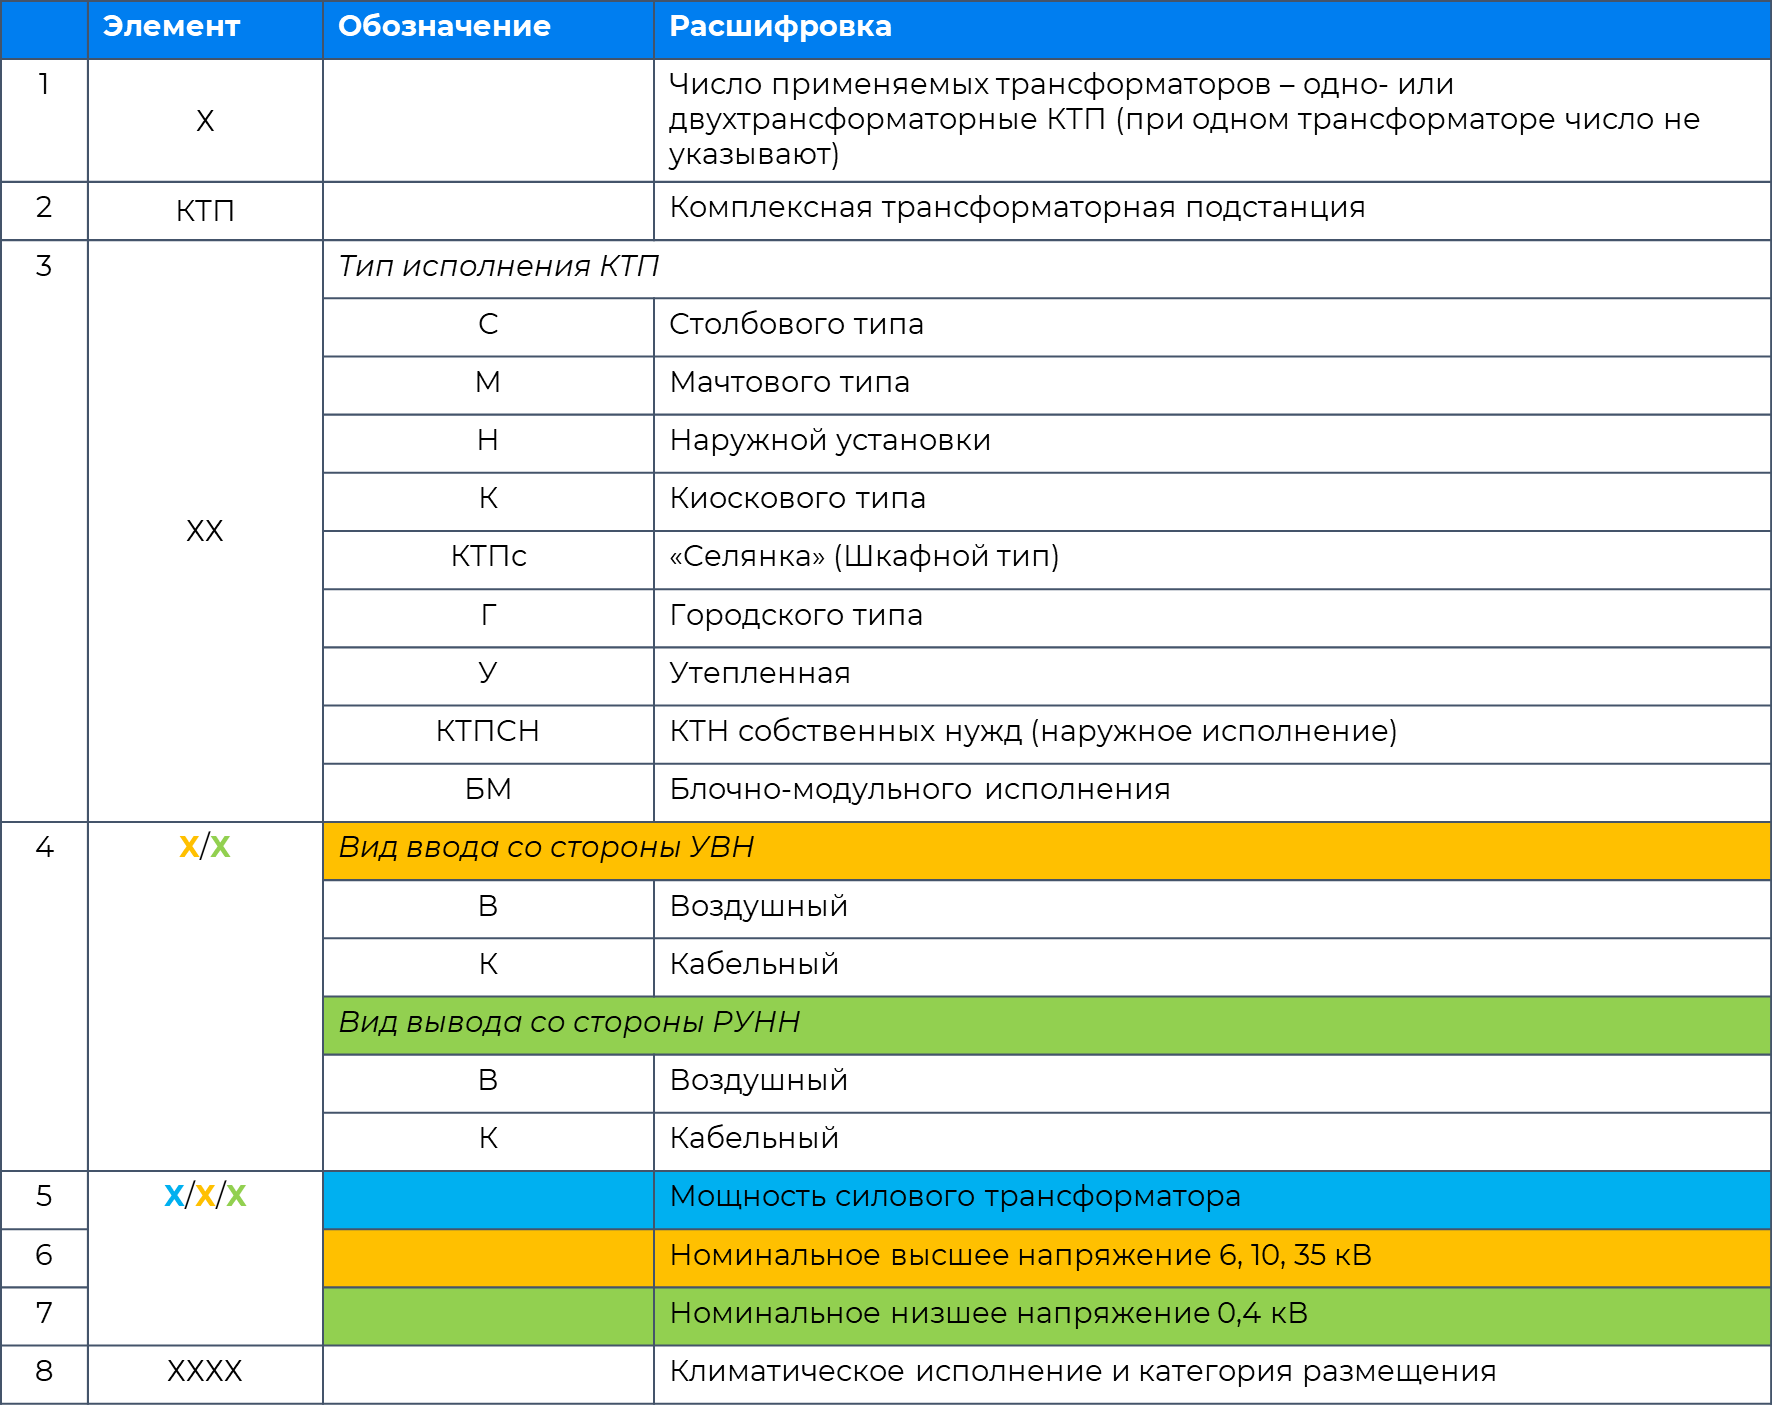 Элемент Обозначение Расшифровка
1 X Число применяемых трансформаторов – одно- или
двухтрансформаторные КТП (при одном трансформаторе число не
указывают)
2 КТП Комплексная трансформаторная подстанция
3 XX Тип исполнения КТП
С Столбового типа
М Мачтового типа
Н Наружной установки
К Киоскового типа
КТПс «Селянка» (Шкафной тип)
Г Городского типа
У Утепленная
КТПСН КТН собственных нужд (наружное исполнение)
БМ Блочно-модульного исполнения
4 X/X Вид ввода со стороны УВН
В Воздушный
К Кабельный
Вид вывода со стороны РУНН
В Воздушный
К Кабельный
5 X/X/X Мощность силового трансформатора
6 Номинальное высшее напряжение 6, 10, 35 кВ
7 Номинальное низшее напряжение 0,4 кВ
8 XXXX Климатическое исполнение и категория размещения